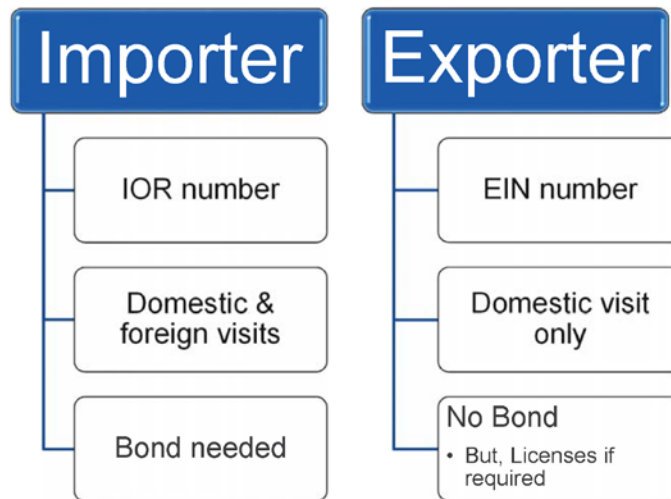 Importer
IOR number
Domestic &
foreign visits
Bond needed
Exporter
EIN number
Domestic visit
only
No Bond
• But, Licenses if
required